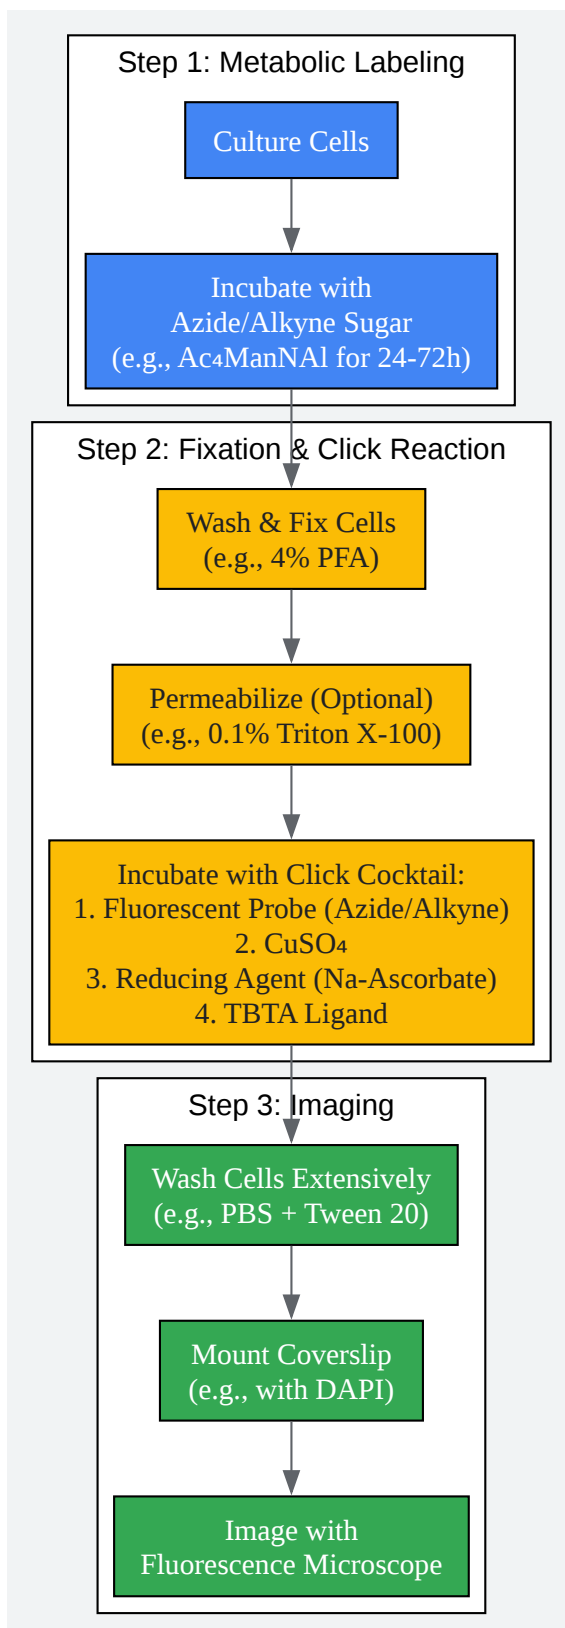 Step 1: Metabolic Labeling
Culture Cells
Incubate with
Azide/Alkyne Sugar
(e.g., Ac₄ManNAl for 24-72h)
Step 2: Fixation & Click Reaction
Wash & Fix Cells
(e.g., 4% PFA)
Permeabilize (Optional)
(e.g., 0.1% Triton X-100)
Incubate with Click Cocktail:
1. Fluorescent Probe (Azide/Alkyne)
2. CuSO₄
3. Reducing Agent (Na-Ascorbate)
4. TBTA Ligand
Step 3: Imaging
Wash Cells Extensively
(e.g., PBS + Tween 20)
Mount Coverslip
(e.g., with DAPI)
Image with
Fluorescence Microscope